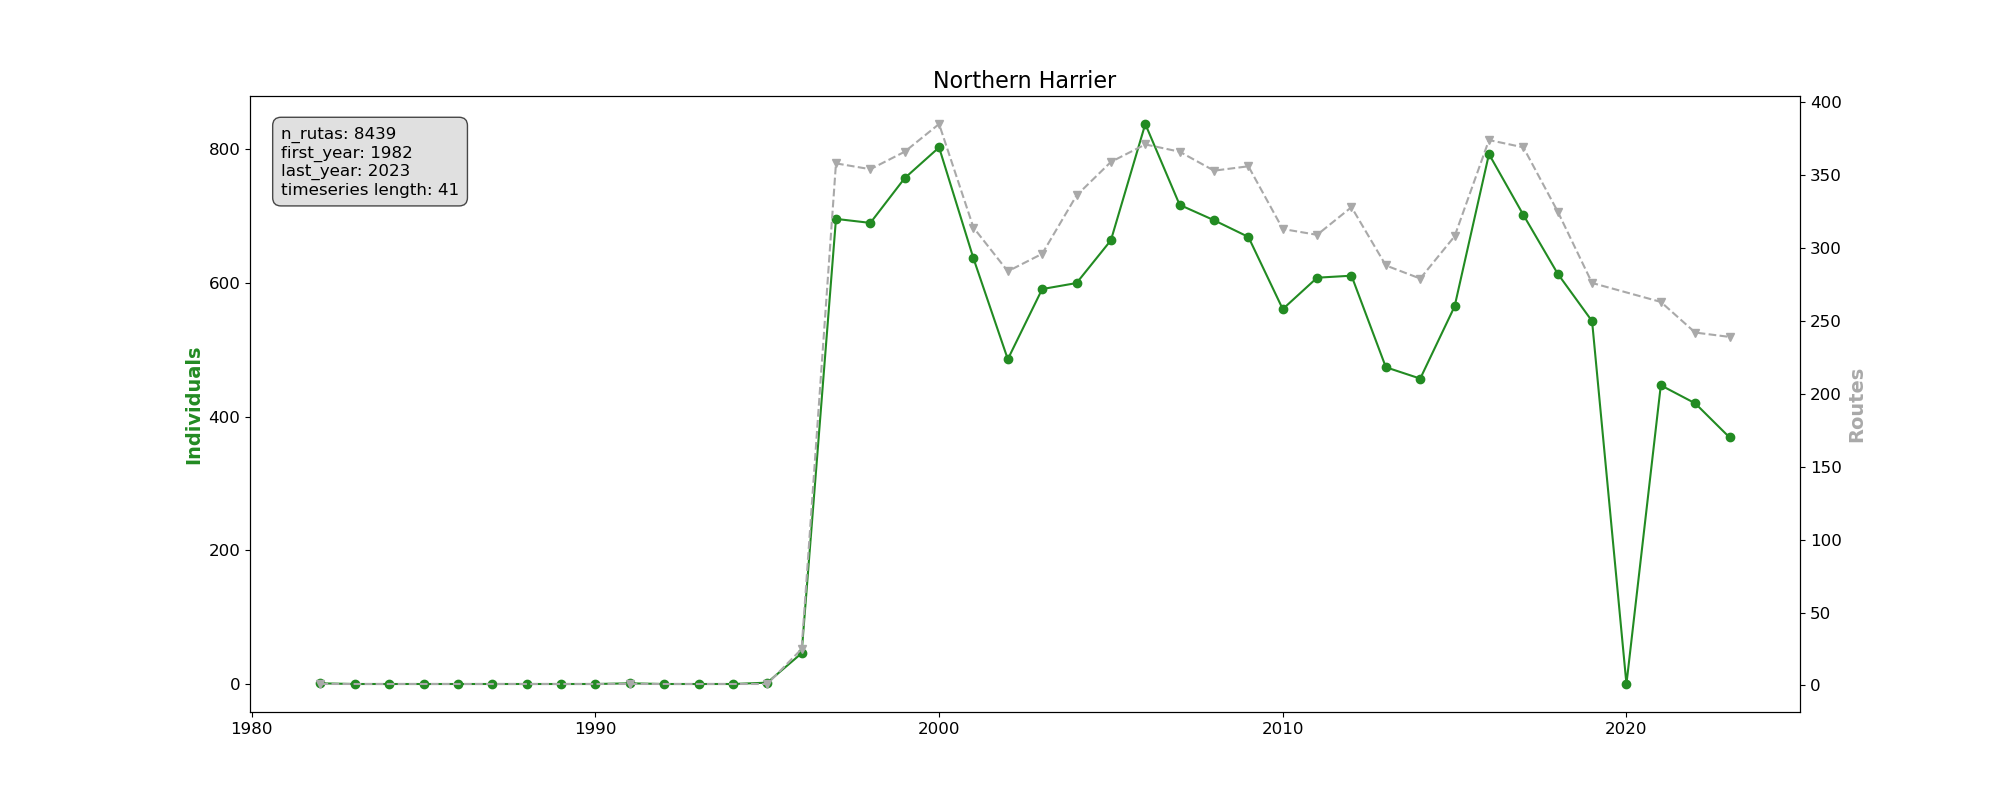 Northern Harrier
n_rutas: 8439
first_year: 1982
last_year: 2023
timeseries length: 41
Individuals
800
600
400
200
0
Routes
400
350
300
250
200
150
100
50
0
1980
1990
2000
2010
2020